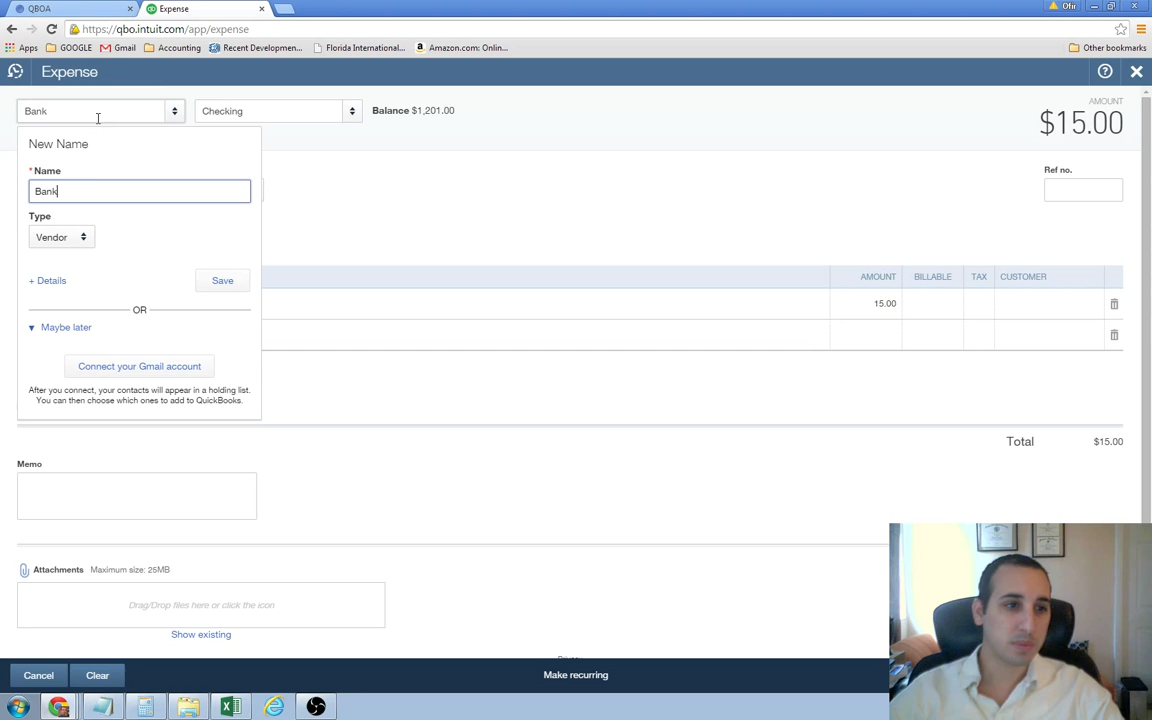 QBOA
Expense
Ofir
https://qbo.intuit.com/app/expense
Apps GOOGLE Gmail Accounting Recent Developmen... Florida International... Amazon.com: Onlin... Other bookmarks
Expense
Bank Checking Balance $1,201.00
AMOUNT
$15.00
New Name
*Name
Bank
Type
Vendor
+ Details Save
OR
Maybe later
Connect your Gmail account
After you connect, your contacts will appear in a holding list.
You can then choose which ones to add to QuickBooks.
Ref no.
AMOUNT BILLABLE TAX CUSTOMER
15.00
Total $15.00
Memo
Attachments Maximum size: 25MB
Drag/Drop files here or click the icon
Show existing
Cancel Clear Make recurring